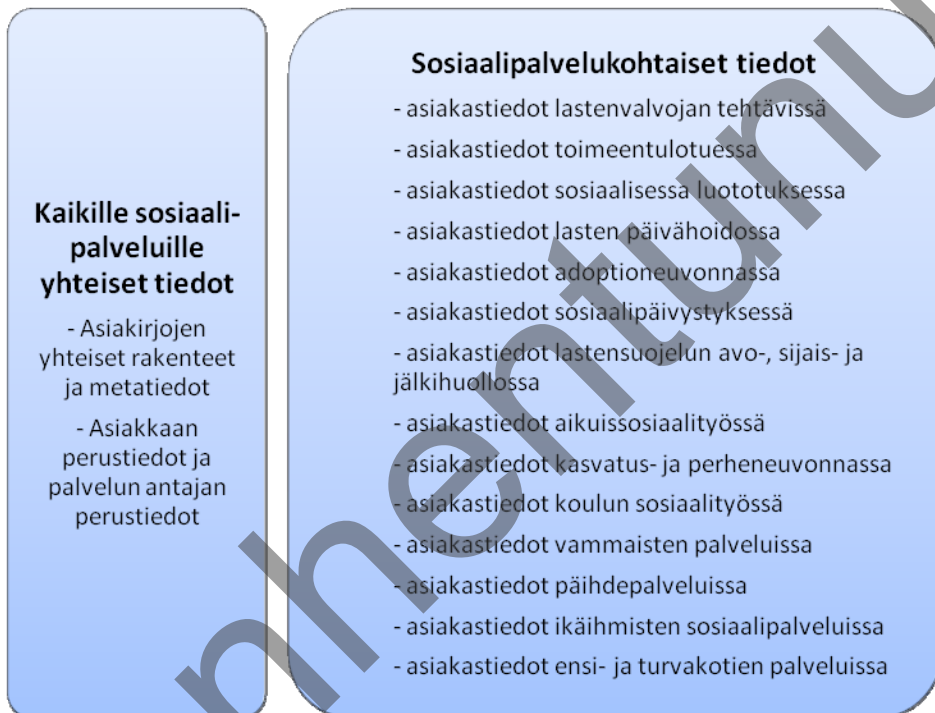 Kaikille sosiaali-
palveluille
yhteiset tiedot
- Asiakirjojen
yhteiset rakenteet
ja metatiedot
- Asiakkaan
perustiedot ja
palvelun antajan
perustiedot
Sosiaalipalvelukohtaiset tiedot
- asiakastiedot lastenvalvojan tehtävissä
- asiakastiedot toimeentulotuessa
- asiakastiedot sosiaalisessa luototuksessa
- asiakastiedot lasten päivähoidossa
- asiakastiedot adoptioneuvonnassa
- asiakastiedot sosiaalipäivystyksessä
- asiakastiedot lastensuojelun avo-, sijais- ja
jälkihuollossa
- asiakastiedot aikuissosiaalityössä
- asiakastiedot kasvatus- ja perheneuvonnassa
- asiakastiedot koulun sosiaalityössä
- asiakastiedot vammaisten palveluissa
- asiakastiedot päihdepalveluissa
- asiakastiedot ikäihmisten sosiaalipalveluissa
- asiakastiedot ensi- ja turvakotien palveluissa